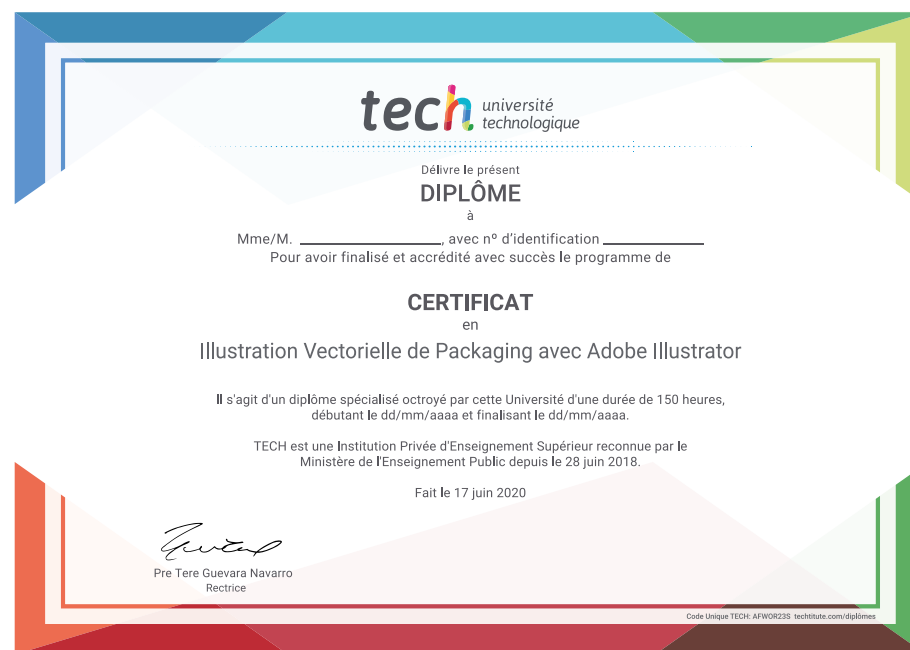 tech université
technologique
Délivre le présent
DIPLÔME
à
Mme/M. ____________________, avec nº d'identification ______________
Pour avoir finalisé et accrédité avec succès le programme de
CERTIFICAT
en
Illustration Vectorielle de Packaging avec Adobe Illustrator
Il s'agit d'un diplôme spécialisé octroyé par cette Université d'une durée de 150 heures,
débutant le dd/mm/aaaa et finalisant le dd/mm/aaaa.
TECH est une Institution Privée d'Enseignement Supérieur reconnue par le
Ministère de l'Enseignement Public depuis le 28 juin 2018.
Fait le 17 juin 2020
Pre Tere Guevara Navarro
Rectrice
Code Unique TECH: AFWOR23S techtitute.com/diplômes